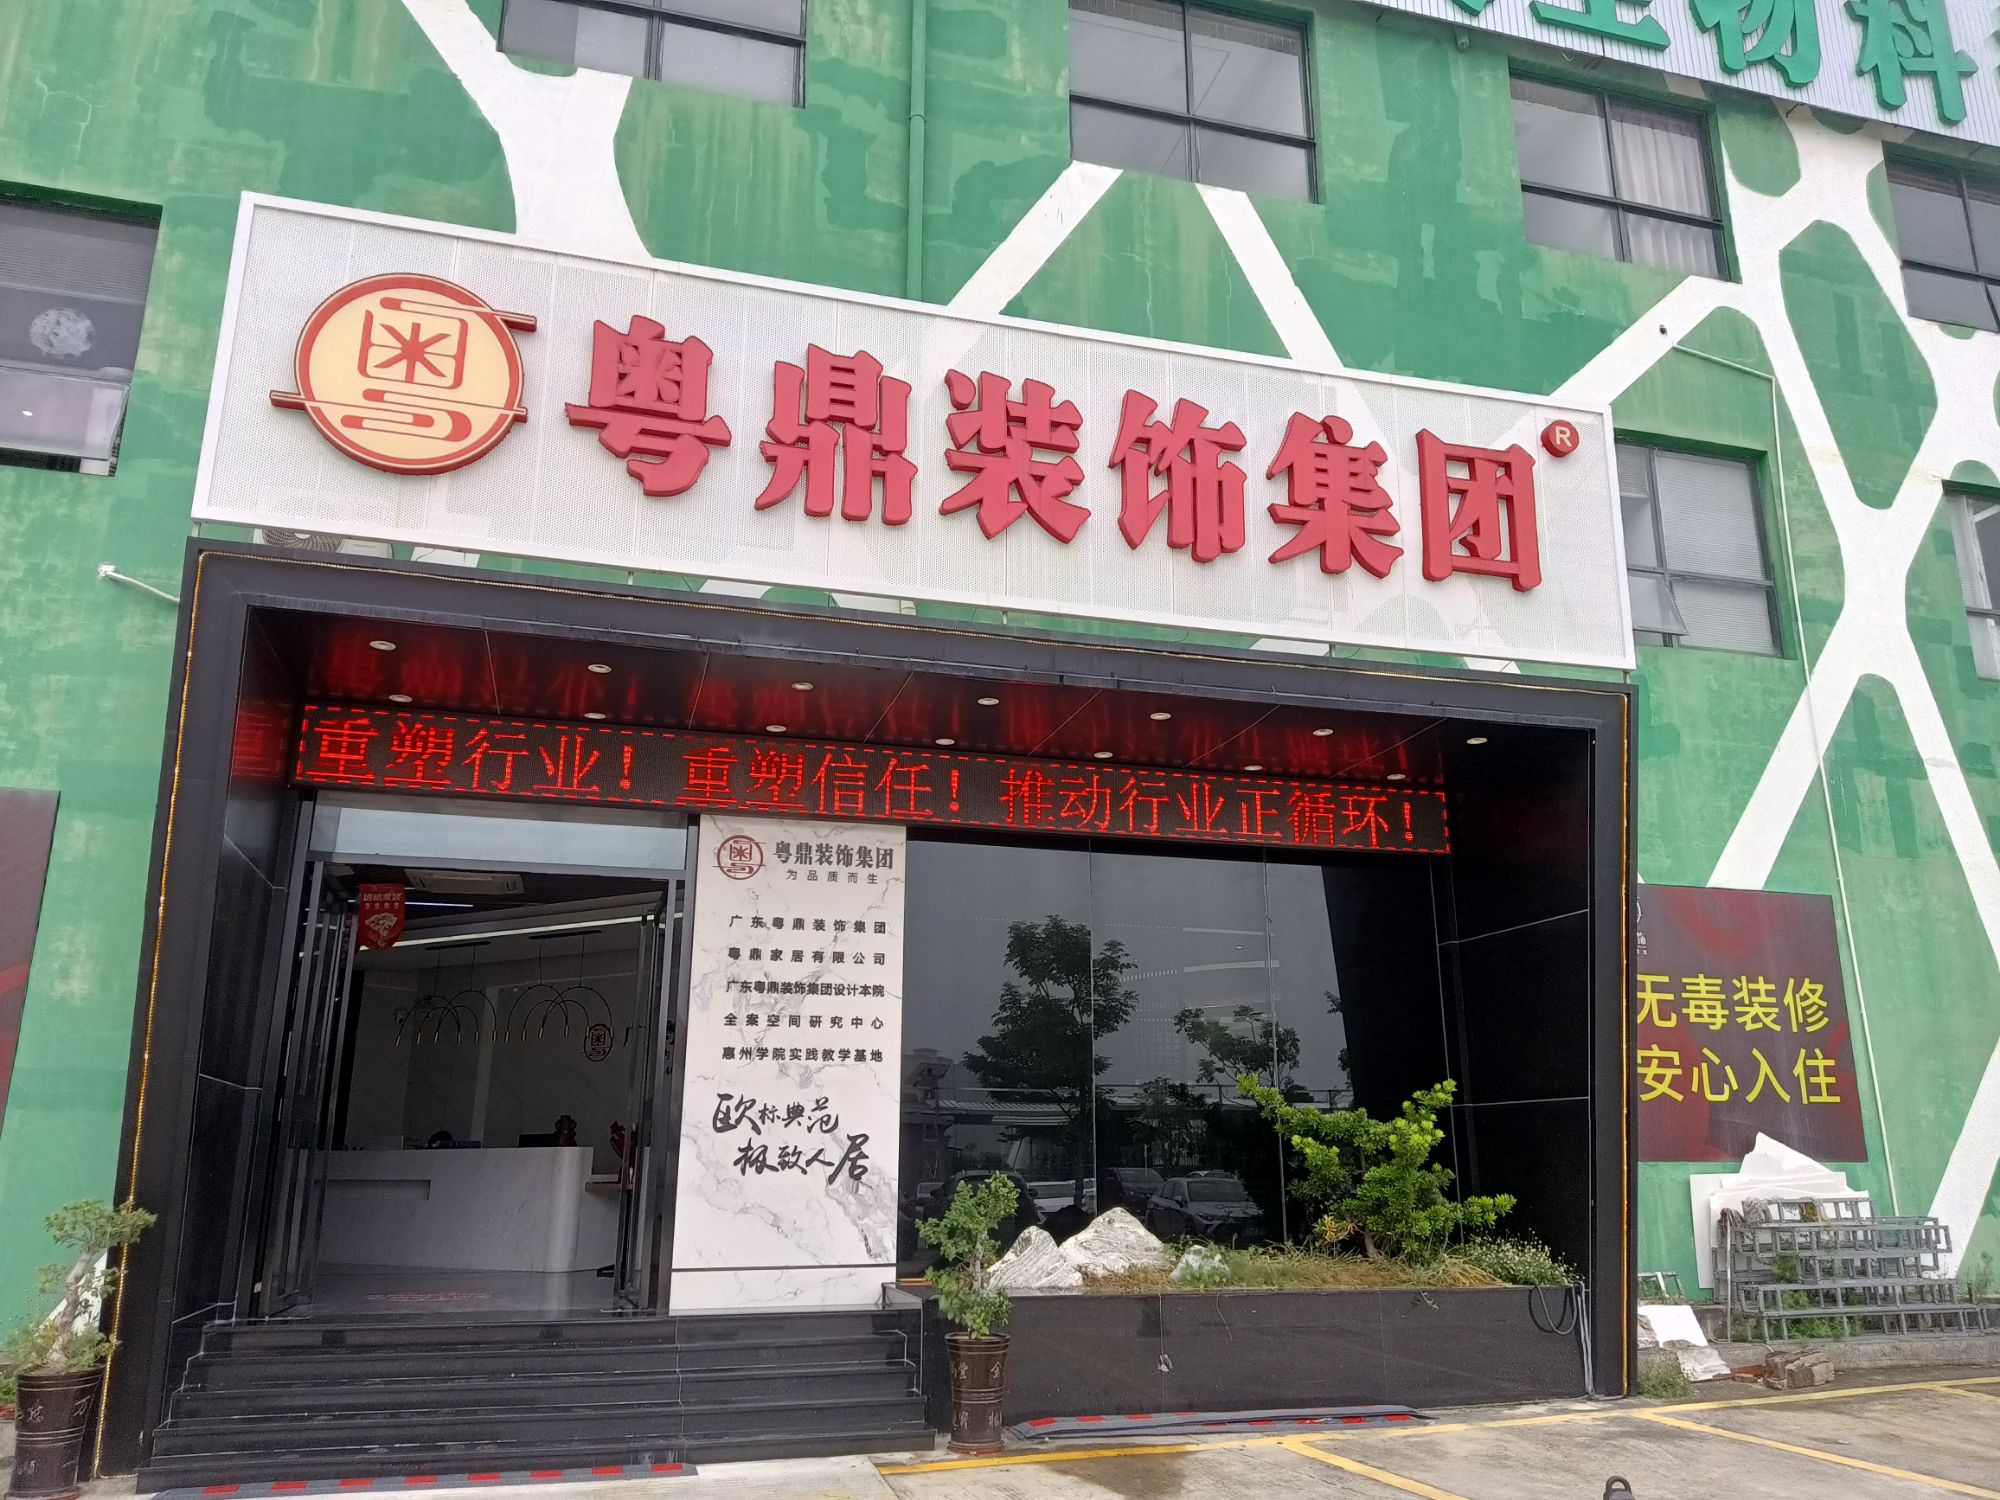 生物科
粤鼎装饰集团®
重塑行业！重塑信任！推动行业正循环！
粤鼎装饰集团
为品质而生
广东粤鼎装饰集团
粤鼎家居有限公司
广东粤鼎装饰集团设计本院
全案空间研究中心
惠州学院实践教学基地
欧标典范
极致人居
无毒装修
安心入住